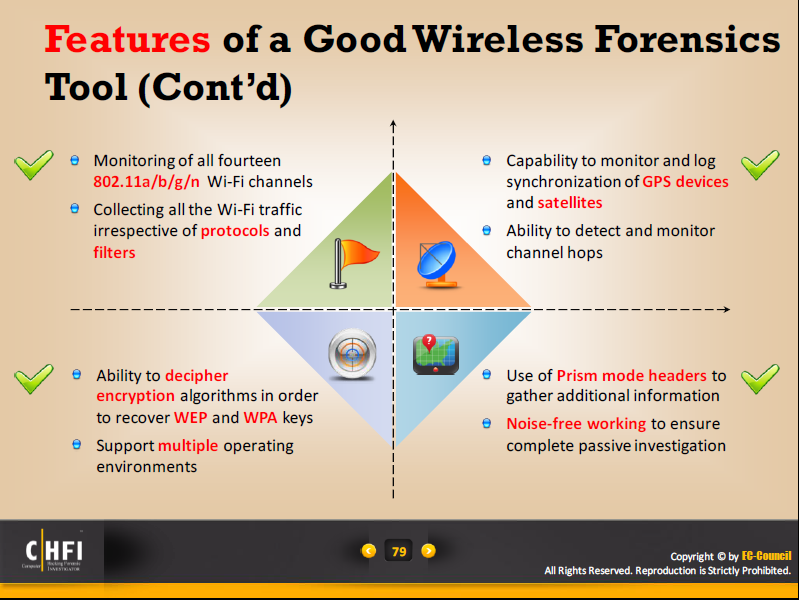 Features of a Good Wireless Forensics
Tool (Cont’d)
Monitoring of all fourteen
802.11a/b/g/n Wi-Fi channels
Collecting all the Wi-Fi traffic
irrespective of protocols and
filters
Capability to monitor and log
synchronization of GPS devices
and satellites
Ability to detect and monitor
channel hops
?
Ability to decipher
encryption algorithms in order
to recover WEP and WPA keys
Support multiple operating
environments
Use of Prism mode headers to
gather additional information
Noise-free working to ensure
complete passive investigation
CHFI
Computer Hacking Forensic
INVESTIGATOR
79
Copyright © by EC-Council
All Rights Reserved. Reproduction is Strictly Prohibited.